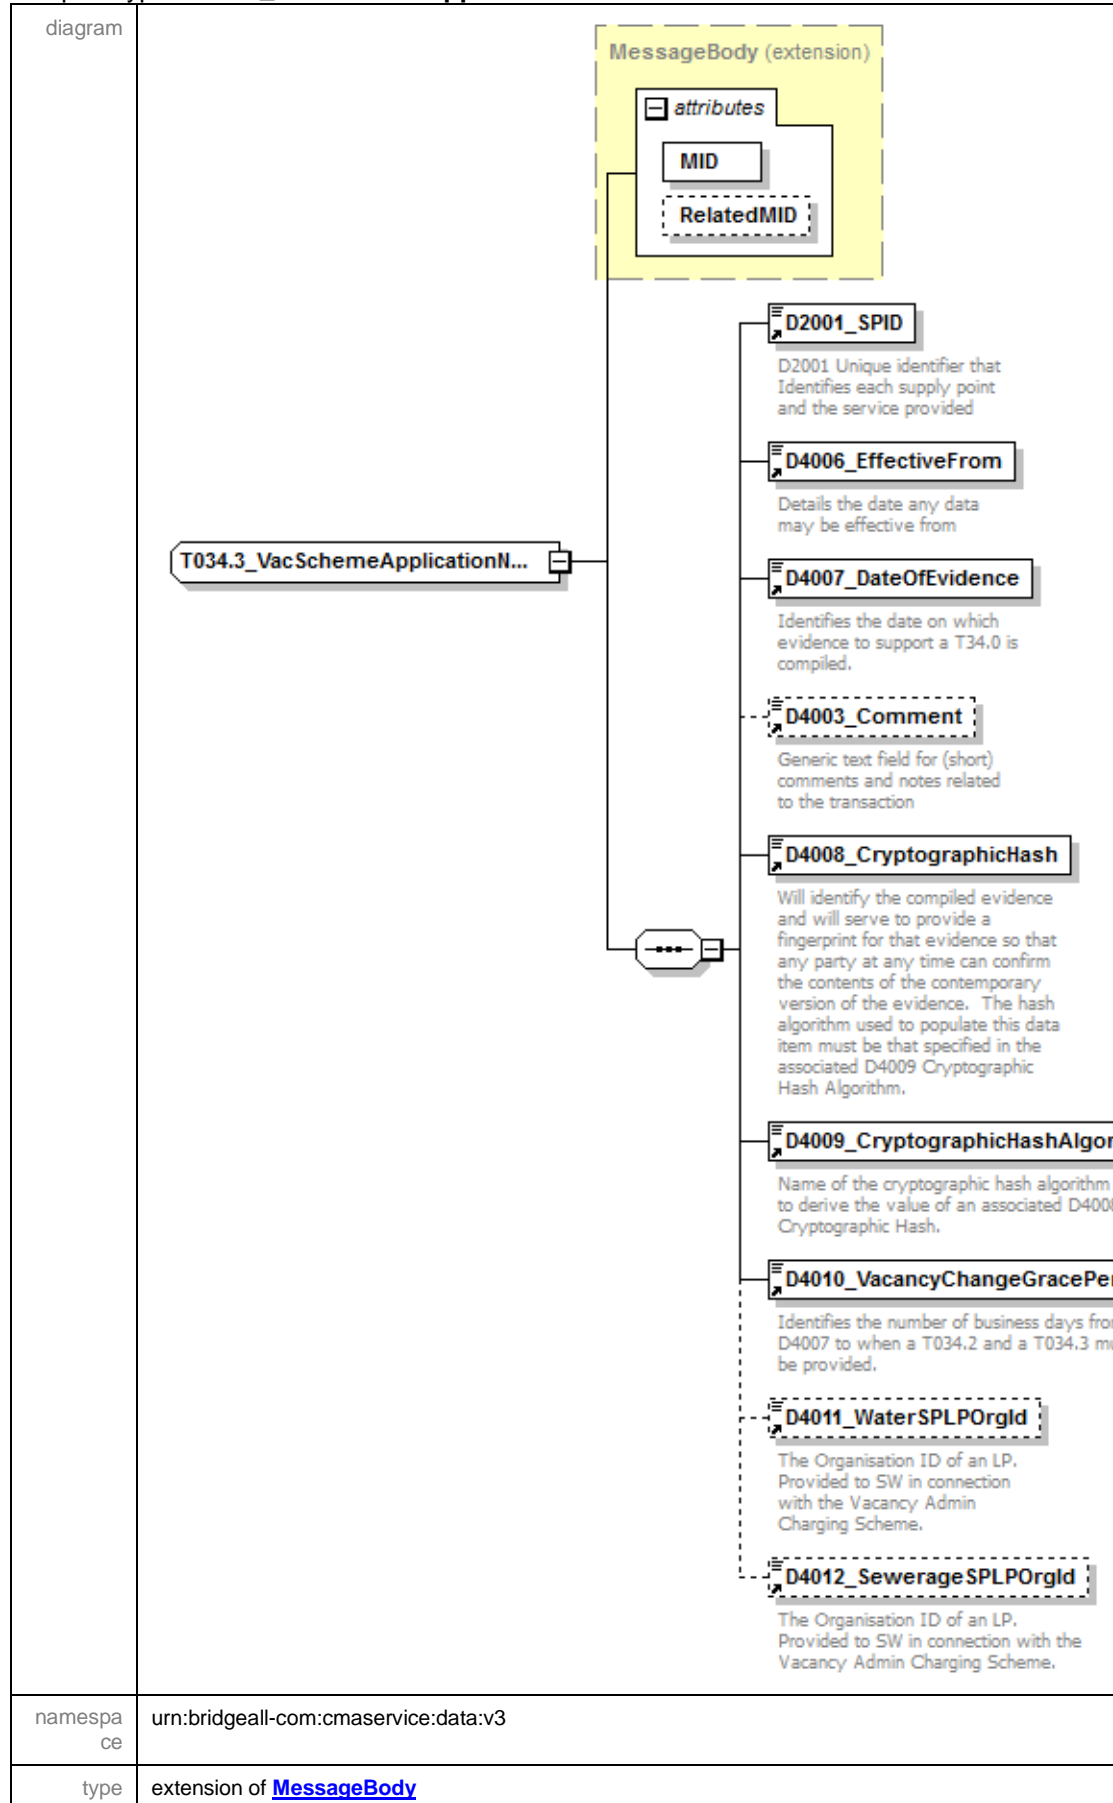 diagram
MessageBody (extension)
attributes
MID
RelatedMID
D2001_SPID
D2001 Unique identifier that
Identifies each supply point
and the service provided
D4006_EffectiveFrom
Details the date any data
may be effective from
T034.3_VacSchemeApplicationN...
D4007_DateOfEvidence
Identifies the date on which
evidence to support a T34.0 is
compiled.
D4003_Comment
Generic text field for (short)
comments and notes related
to the transaction
D4008_CryptographicHash
Will identify the compiled evidence
and will serve to provide a
fingerprint for that evidence so that
any party at any time can confirm
the contents of the contemporary
version of the evidence.  The hash
algorithm used to populate this data
item must be that specified in the
associated D4009 Cryptographic
Hash Algorithm.
D4009_CryptographicHashAlgor
Name of the cryptographic hash algorithm
to derive the value of an associated D4008
Cryptographic Hash.
D4010_VacancyChangeGracePer
Identifies the number of business days from
D4007 to when a T034.2 and a T034.3 mu
be provided.
D4011_WaterSPLPOrgId
The Organisation ID of an LP.
Provided to SW in connection
with the Vacancy Admin
Charging Scheme.
D4012_SewerageSPLPOrgId
The Organisation ID of an LP.
Provided to SW in connection with the
Vacancy Admin Charging Scheme.
namespa
ce
urn:bridgeall-com:cmaservice:data:v3
type
extension of MessageBody